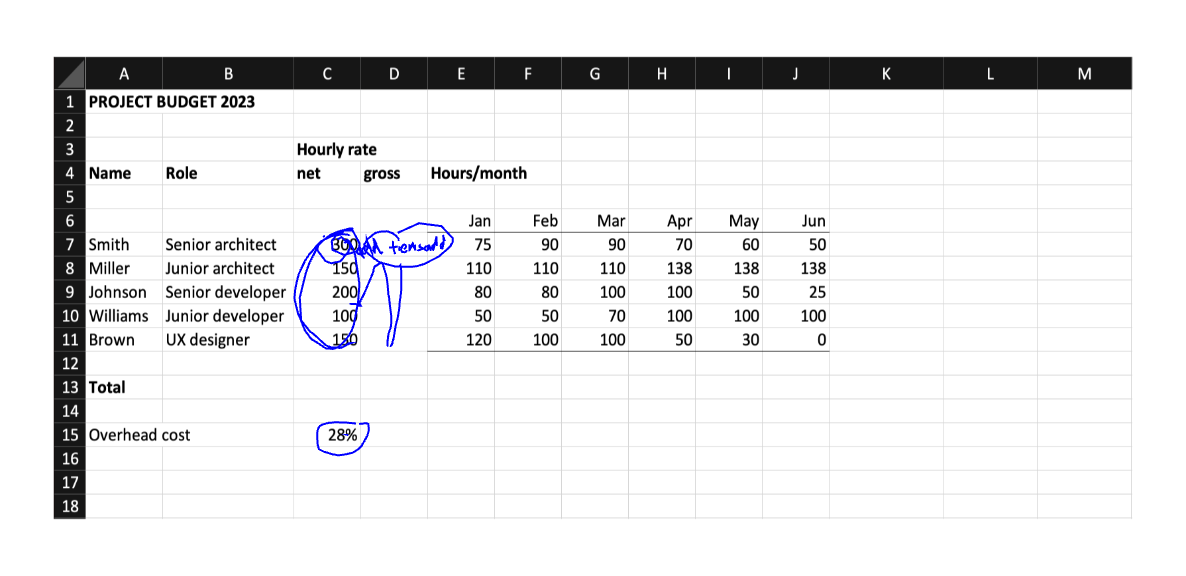 A B C D E F G H I J K L M
1 PROJECT BUDGET 2023
2
3 Hourly rate
4 Name Role net gross Hours/month
5
6 Jan Feb Mar Apr May Jun
7 Smith Senior architect 300 75 90 90 70 60 50
8 Miller Junior architect 150 110 110 110 138 138 138
9 Johnson Senior developer 200 80 80 100 100 50 25
10 Williams Junior developer 100 50 50 70 100 100 100
11 Brown UX designer 150 120 100 100 50 30 0
12
13 Total
14
15 Overhead cost 28%
16
17
18